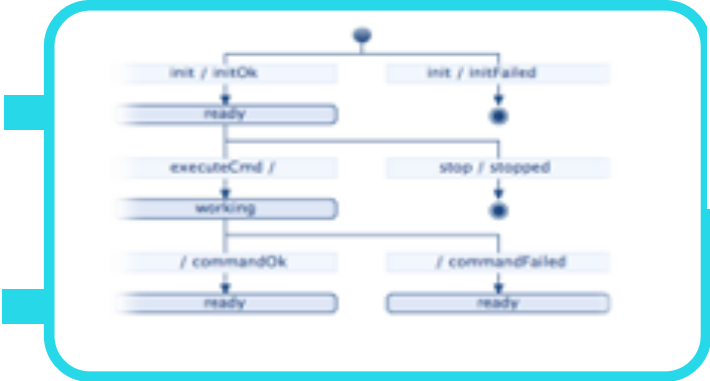 init / initOk init / initFailed
ready
executeCmd / stop / stopped
working
/ commandOk / commandFailed
ready ready